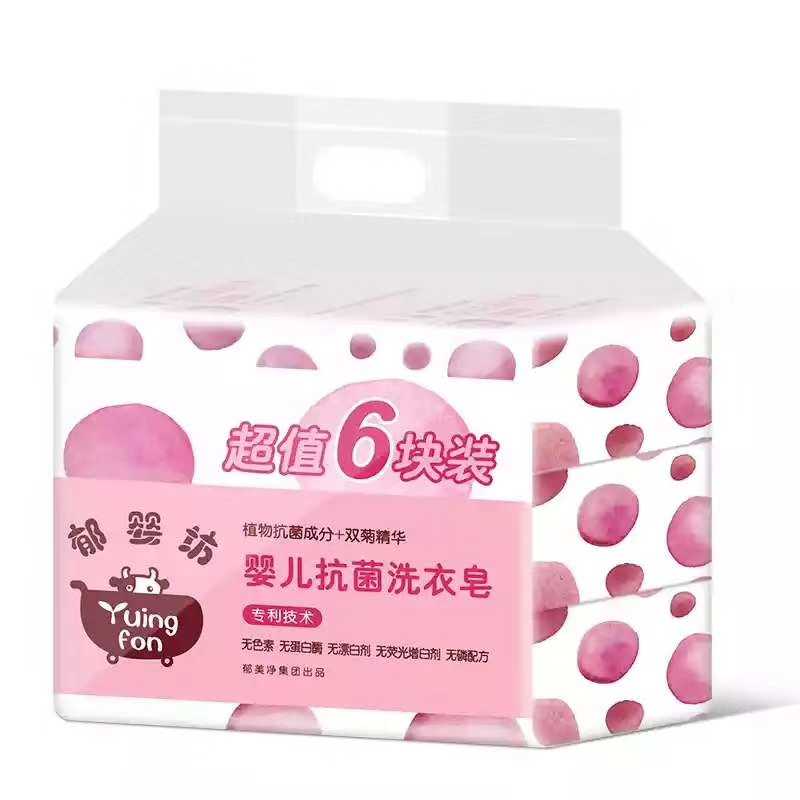 超值6块装
植物抗菌成分+双菊精华
郁婴坊
婴儿抗菌洗衣皂
Yuing
fon
专利技术
无色素 无蛋白酶 无漂白剂 无荧光增白剂 无磷配方
郁美净集团出品